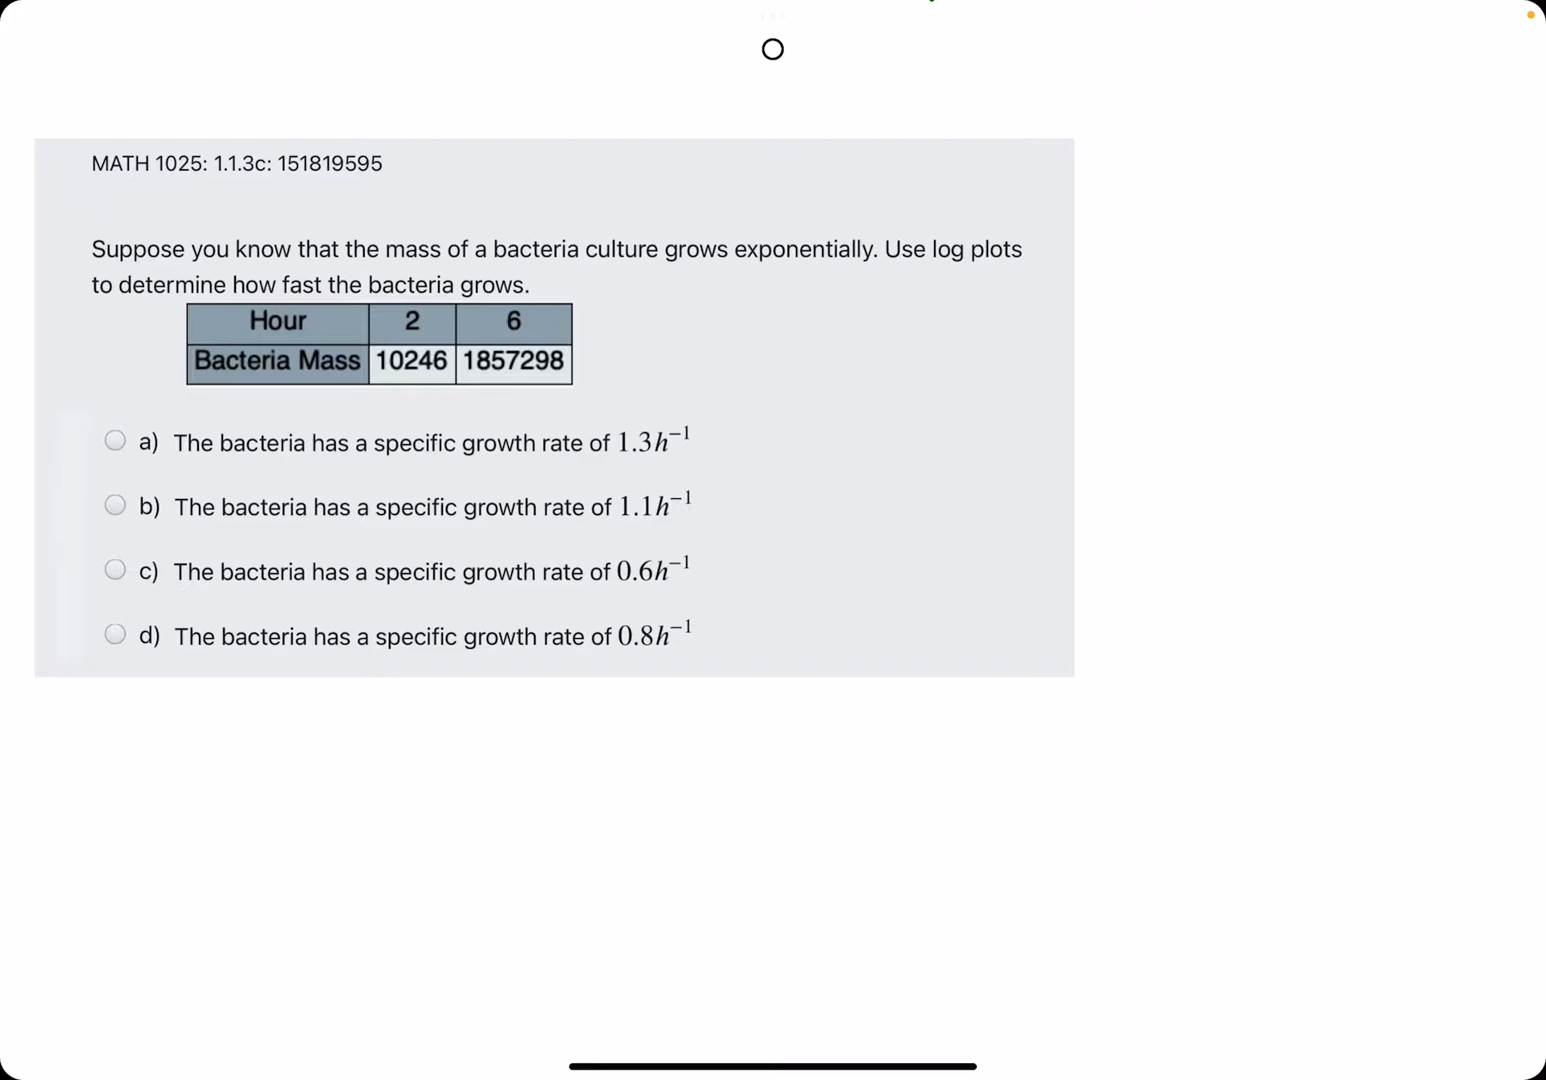 MATH 1025: 1.1.3c: 151819595
Suppose you know that the mass of a bacteria culture grows exponentially. Use log plots
to determine how fast the bacteria grows.
Hour 2 6
Bacteria Mass 10246 1857298
a) The bacteria has a specific growth rate of 1.3h⁻¹
b) The bacteria has a specific growth rate of 1.1h⁻¹
c) The bacteria has a specific growth rate of 0.6h⁻¹
d) The bacteria has a specific growth rate of 0.8h⁻¹